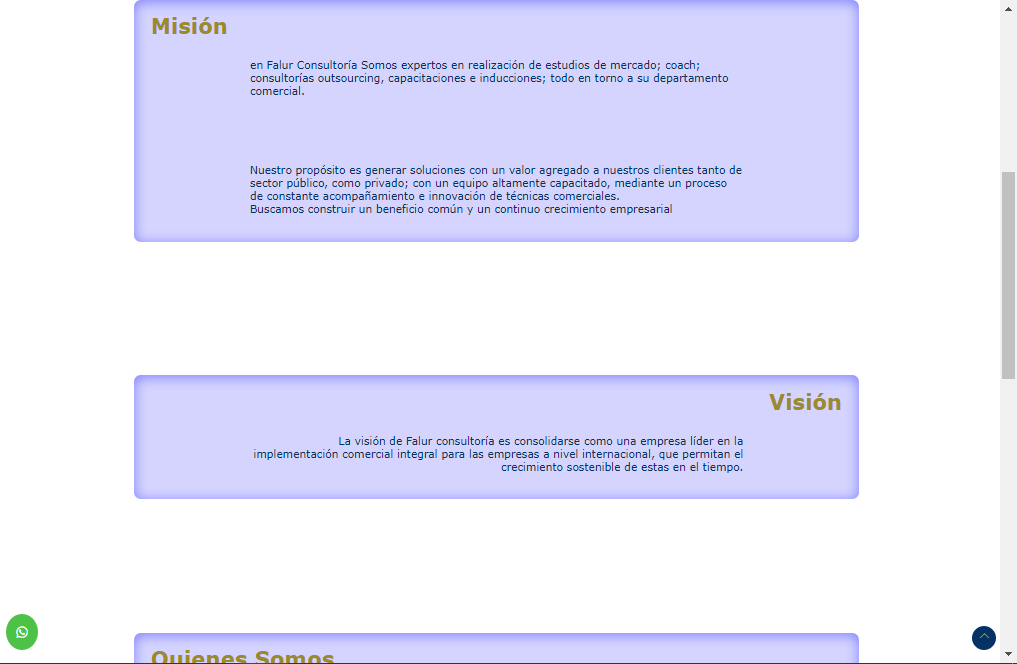 Misión
en Falur Consultoría Somos expertos en realización de estudios de mercado; coach;
consultorías outsourcing, capacitaciones e inducciones; todo en torno a su departamento
comercial.
Nuestro propósito es generar soluciones con un valor agregado a nuestros clientes tanto de
sector público, como privado; con un equipo altamente capacitado, mediante un proceso
de constante acompañamiento e innovación de técnicas comerciales.
Buscamos construir un beneficio común y un continuo crecimiento empresarial
Visión
La visión de Falur consultoría es consolidarse como una empresa líder en la
implementación comercial integral para las empresas a nivel internacional, que permitan el
crecimiento sostenible de estas en el tiempo.
Quienes Somos